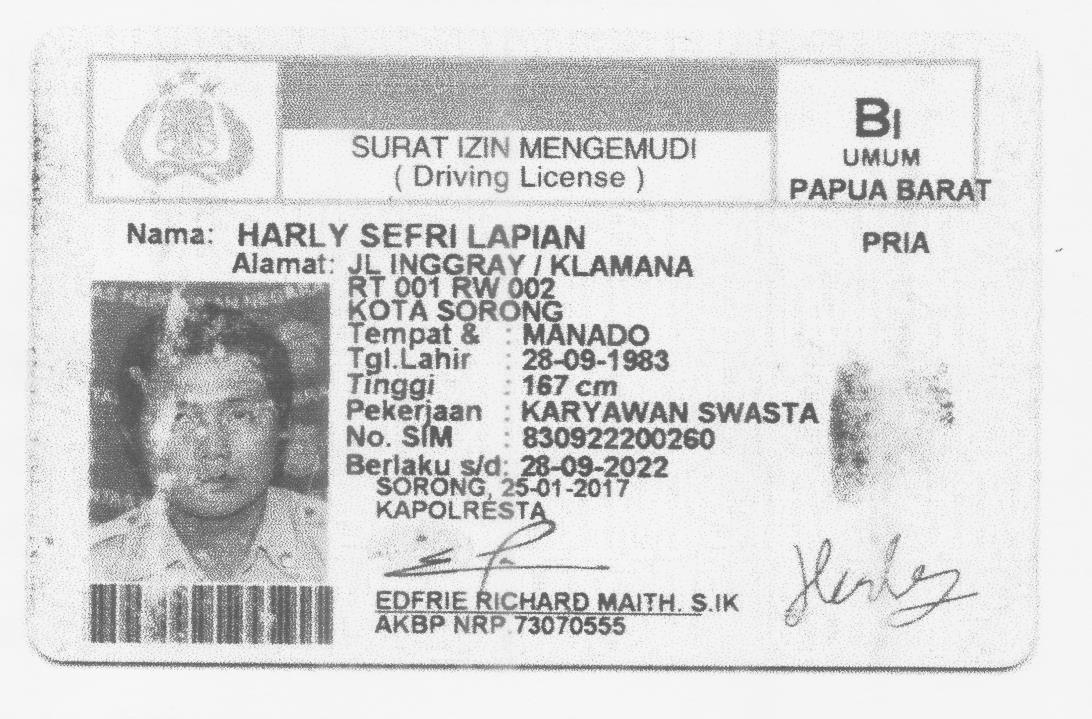 SURAT IZIN MENGEMUDI
( Driving License )
BI
UMUM
PAPUA BARAT
Nama: HARLY SEFRI LAPIAN
PRIA
Alamat: JL INGGRAY / KLAMANA
RT 001 RW 002
KOTA SORONG
Tempat & : MANADO
Tgl.Lahir : 28-09-1983
Tinggi : 167 cm
Pekerjaan : KARYAWAN SWASTA
No. SIM : 830922200260
Berlaku s/d: 28-09-2022
SORONG, 25-01-2017
KAPOLRESTA
EDFRIE RICHARD MAITH. S.IK
AKBP NRP.73070555